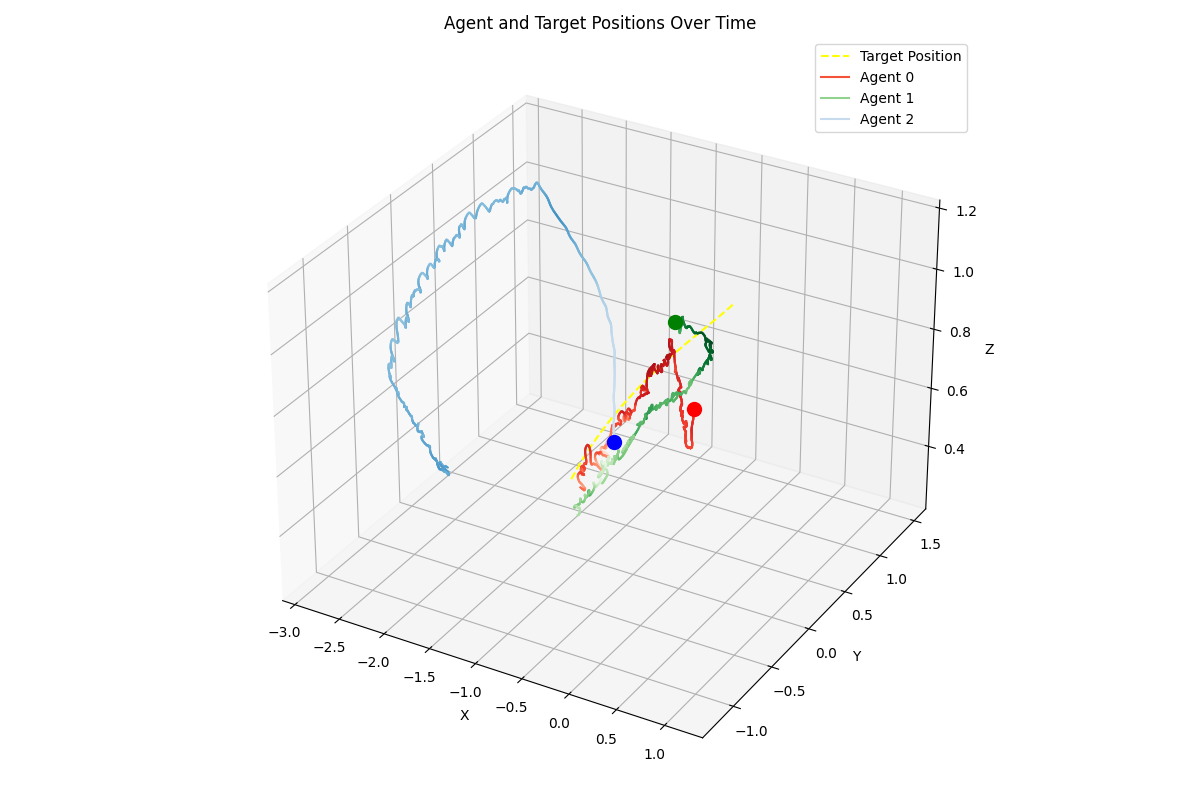 Agent and Target Positions Over Time
Target Position
Agent 0
Agent 1
Agent 2
1.2
1.0
0.8
0.6
0.4
Z
1.5
1.0
0.5
0.0
−0.5
−1.0
Y
−3.0
−2.5
−2.0
−1.5
−1.0
−0.5
0.0
0.5
1.0
X